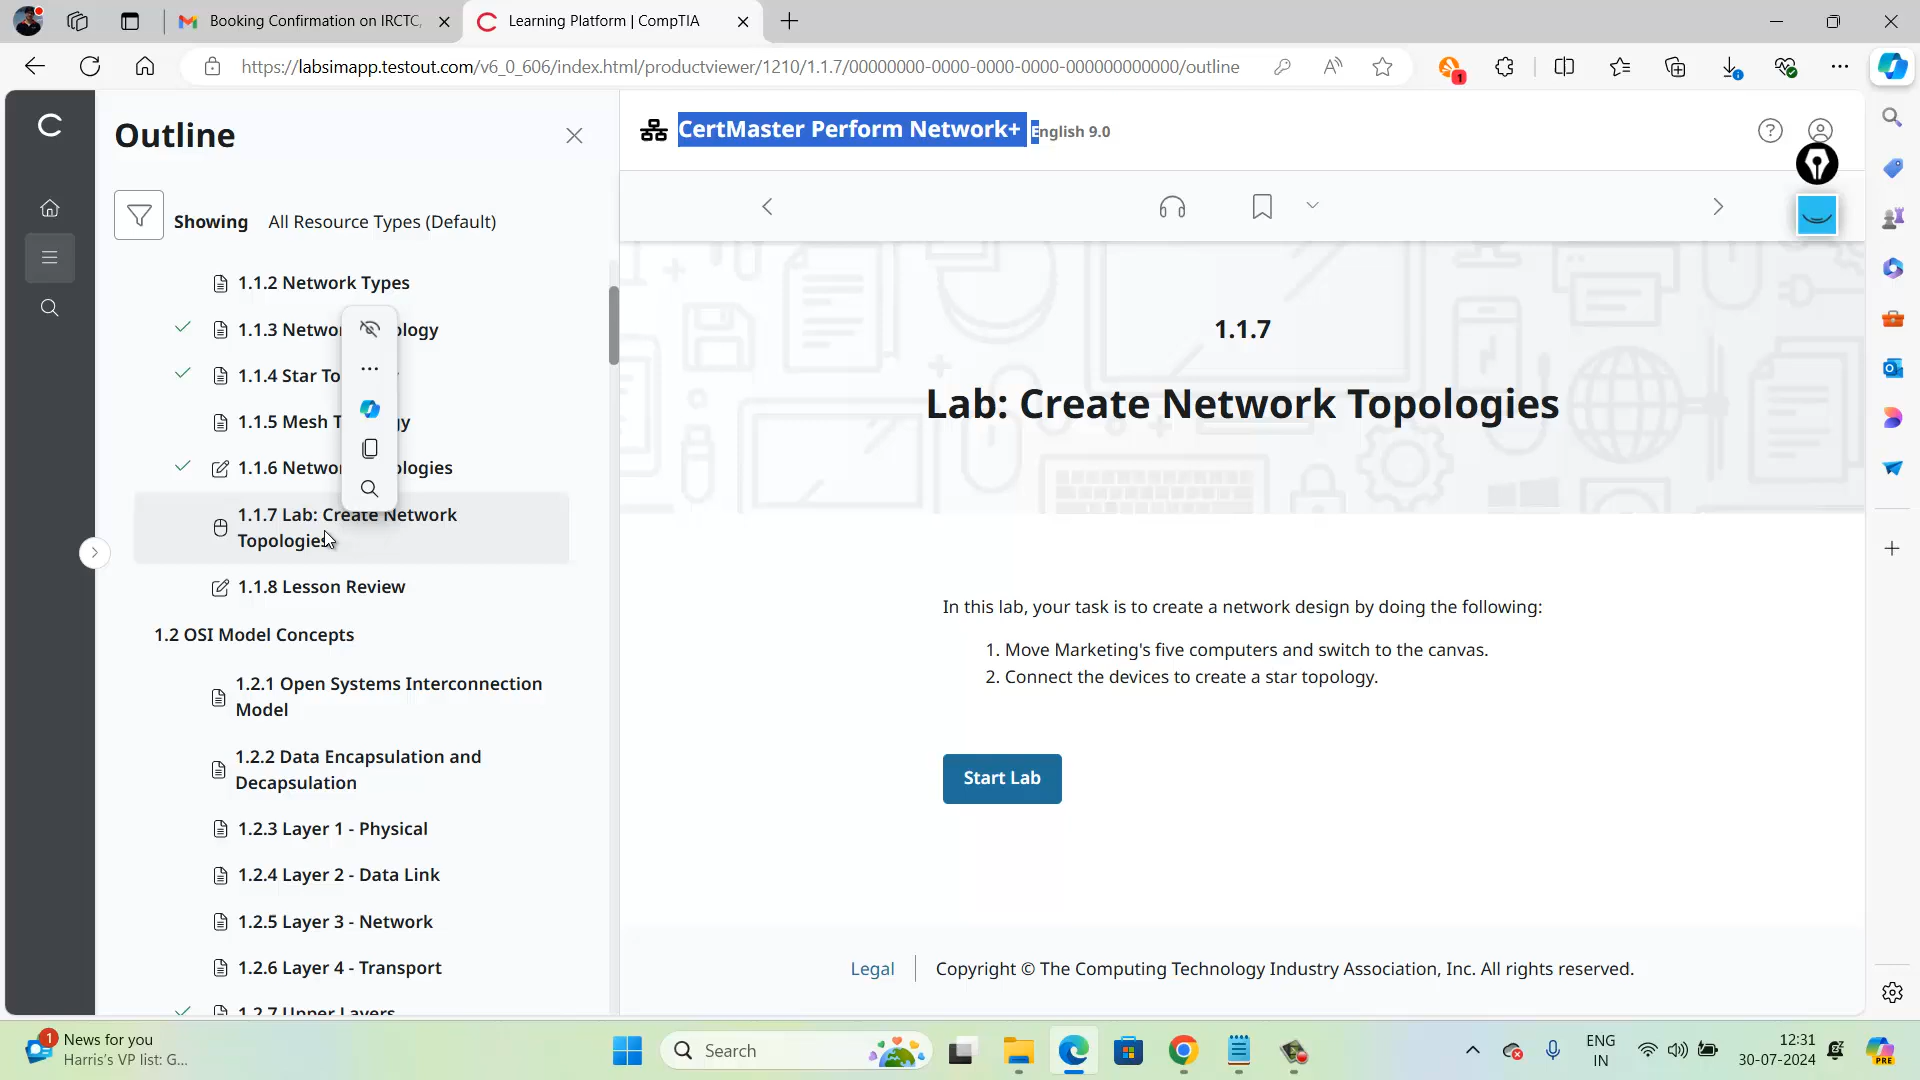 Booking Confirmation on IRCTC,
Learning Platform | CompTIA
https://labsimapp.testout.com/v6_0_606/index.html/productviewer/1210/1.1.7/00000000-0000-0000-0000-000000000000/outline
1
Outline
CertMaster Perform Network+ English 9.0
Showing All Resource Types (Default)
1.1.2 Network Types
1.1.3 Netwo
ology
1.1.4 Star To
1.1.5 Mesh T
gy
1.1.6 Netwo
ologies
1.1.7 Lab: Create Network
Topologies
1.1.8 Lesson Review
1.2 OSI Model Concepts
1.2.1 Open Systems Interconnection
Model
1.2.2 Data Encapsulation and
Decapsulation
1.2.3 Layer 1 - Physical
1.2.4 Layer 2 - Data Link
1.2.5 Layer 3 - Network
1.2.6 Layer 4 - Transport
1.2.7 Upper Layers
1.1.7
Lab: Create Network Topologies
In this lab, your task is to create a network design by doing the following:
1. Move Marketing's five computers and switch to the canvas.
2. Connect the devices to create a star topology.
Start Lab
Legal
Copyright © The Computing Technology Industry Association, Inc. All rights reserved.
1
News for you
Harris's VP list: G...
Search
ENG
IN
12:31
30-07-2024
PRE